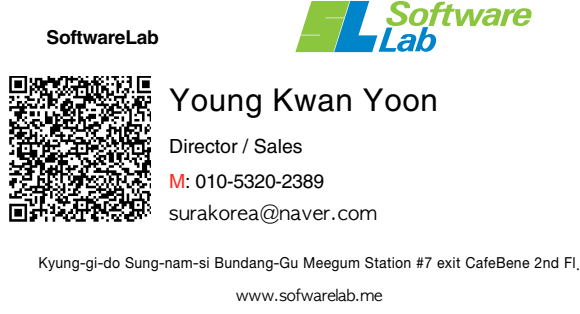 SoftwareLab
SL Software
Lab
Young Kwan Yoon
Director / Sales
M: 010-5320-2389
surakorea@naver.com
Kyung-gi-do Sung-nam-si Bundang-Gu Meegum Station #7 exit CafeBene 2nd Fl.
www.sofwarelab.me